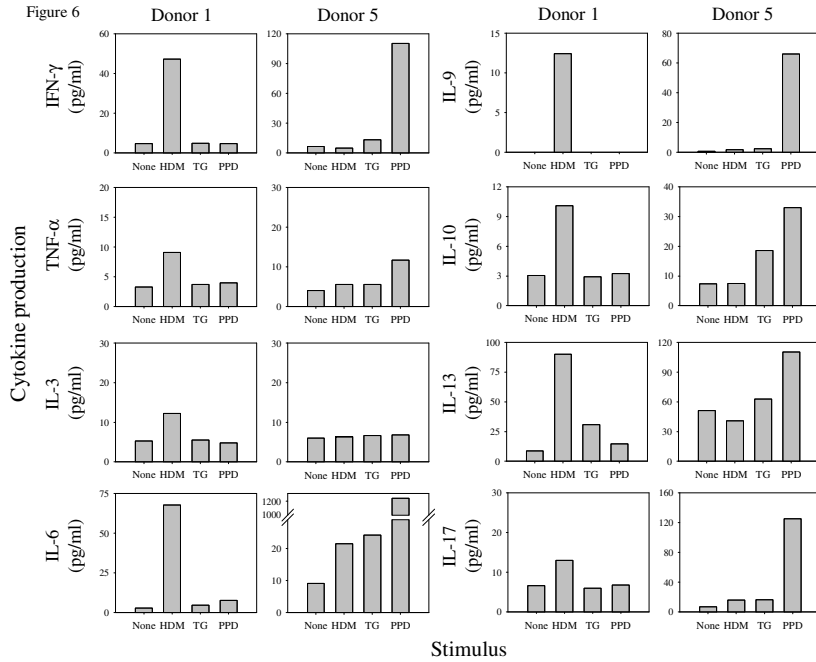 Figure 6
Donor 1
Donor 5
Donor 1
Donor 5
Cytokine production
IFN-γ
(pg/ml)
60
40
20
0
None HDM TG PPD
120
90
60
30
0
None HDM TG PPD
IL-9
(pg/ml)
15
12
9
6
3
0
None HDM TG PPD
80
60
40
20
0
None HDM TG PPD
TNF-α
(pg/ml)
20
15
10
5
0
None HDM TG PPD
30
20
10
0
None HDM TG PPD
IL-10
(pg/ml)
12
9
6
3
0
None HDM TG PPD
40
30
20
10
0
None HDM TG PPD
IL-3
(pg/ml)
30
20
10
0
None HDM TG PPD
30
20
10
0
None HDM TG PPD
IL-13
(pg/ml)
100
75
50
25
0
None HDM TG PPD
120
90
60
30
0
None HDM TG PPD
IL-6
(pg/ml)
75
50
25
0
None HDM TG PPD
1200
1000
20
10
0
None HDM TG PPD
IL-17
(pg/ml)
30
20
10
0
None HDM TG PPD
160
120
80
40
0
None HDM TG PPD
Stimulus